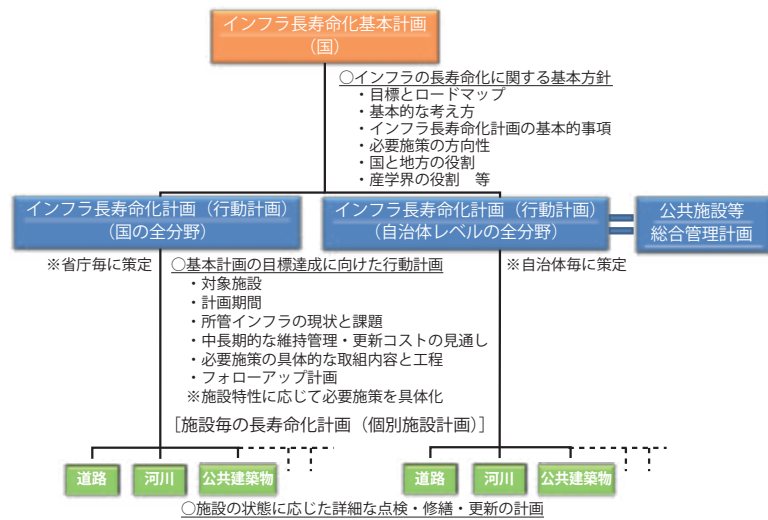 インフラ長寿命化基本計画
(国)
○インフラの長寿命化に関する基本方針
・目標とロードマップ
・基本的な考え方
・インフラ長寿命化計画の基本的事項
・必要施策の方向性
・国と地方の役割
・産学界の役割　等
インフラ長寿命化計画（行動計画）
(国の全分野)
インフラ長寿命化計画（行動計画）
(自治体レベルの全分野)
公共施設等
総合管理計画
※省庁毎に策定
○基本計画の目標達成に向けた行動計画
・対象施設
・計画期間
・所管インフラの現状と課題
・中長期的な維持管理・更新コストの見通し
・必要施策の具体的な取組内容と工程
・フォローアップ計画
※施設特性に応じて必要施策を具体化
※自治体毎に策定
［施設毎の長寿命化計画（個別施設計画）］
道路
河川
公共建築物
道路
河川
公共建築物
○施設の状態に応じた詳細な点検・修繕・更新の計画